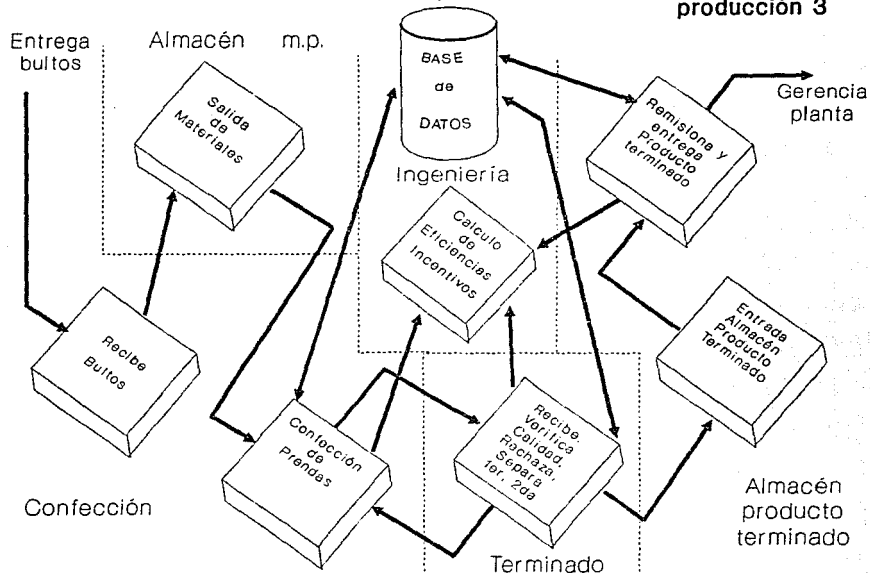 producción 3
Entrega
bultos
Almacén m.p.
BASE
de
DATOS
Ingeniería
Gerencia
planta
Salida
de
Materiales
Remisiona y
entrega
Producto
terminado
Calculo
de
Eficiencias
Incentivos
Recibe
Bultos
Entrada
Almacén
Producto
Terminado
Confección
de
Prendas
Recibe,
Verifica
Calidad,
Rechaza,
Separa
1er, 2da
Confección
Terminado
Almacén
producto
terminado